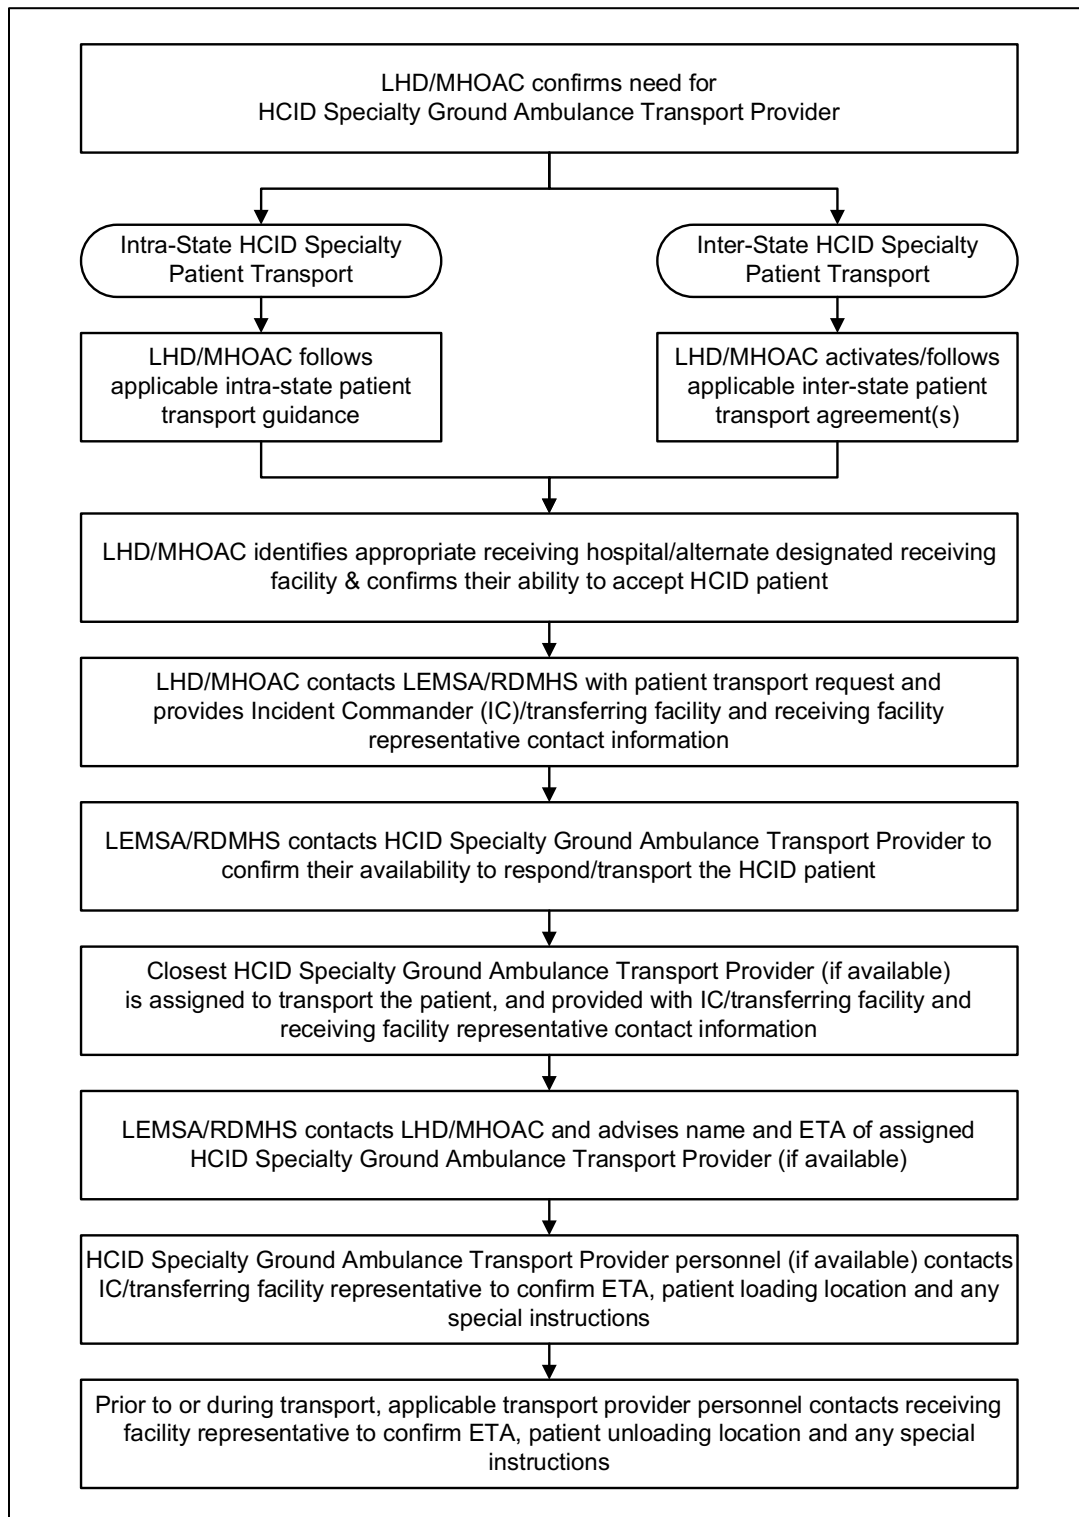 LHD/MHOAC confirms need for
HCID Specialty Ground Ambulance Transport Provider
Intra-State HCID Specialty
Patient Transport
Inter-State HCID Specialty
Patient Transport
LHD/MHOAC follows
applicable intra-state patient
transport guidance
LHD/MHOAC activates/follows
applicable inter-state patient
transport agreement(s)
LHD/MHOAC identifies appropriate receiving hospital/alternate designated receiving
facility & confirms their ability to accept HCID patient
LHD/MHOAC contacts LEMSA/RDMHS with patient transport request and
provides Incident Commander (IC)/transferring facility and receiving facility
representative contact information
LEMSA/RDMHS contacts HCID Specialty Ground Ambulance Transport Provider to
confirm their availability to respond/transport the HCID patient
Closest HCID Specialty Ground Ambulance Transport Provider (if available)
is assigned to transport the patient, and provided with IC/transferring facility and
receiving facility representative contact information
LEMSA/RDMHS contacts LHD/MHOAC and advises name and ETA of assigned
HCID Specialty Ground Ambulance Transport Provider (if available)
HCID Specialty Ground Ambulance Transport Provider personnel (if available) contacts
IC/transferring facility representative to confirm ETA, patient loading location and any
special instructions
Prior to or during transport, applicable transport provider personnel contacts receiving
facility representative to confirm ETA, patient unloading location and any special
instructions